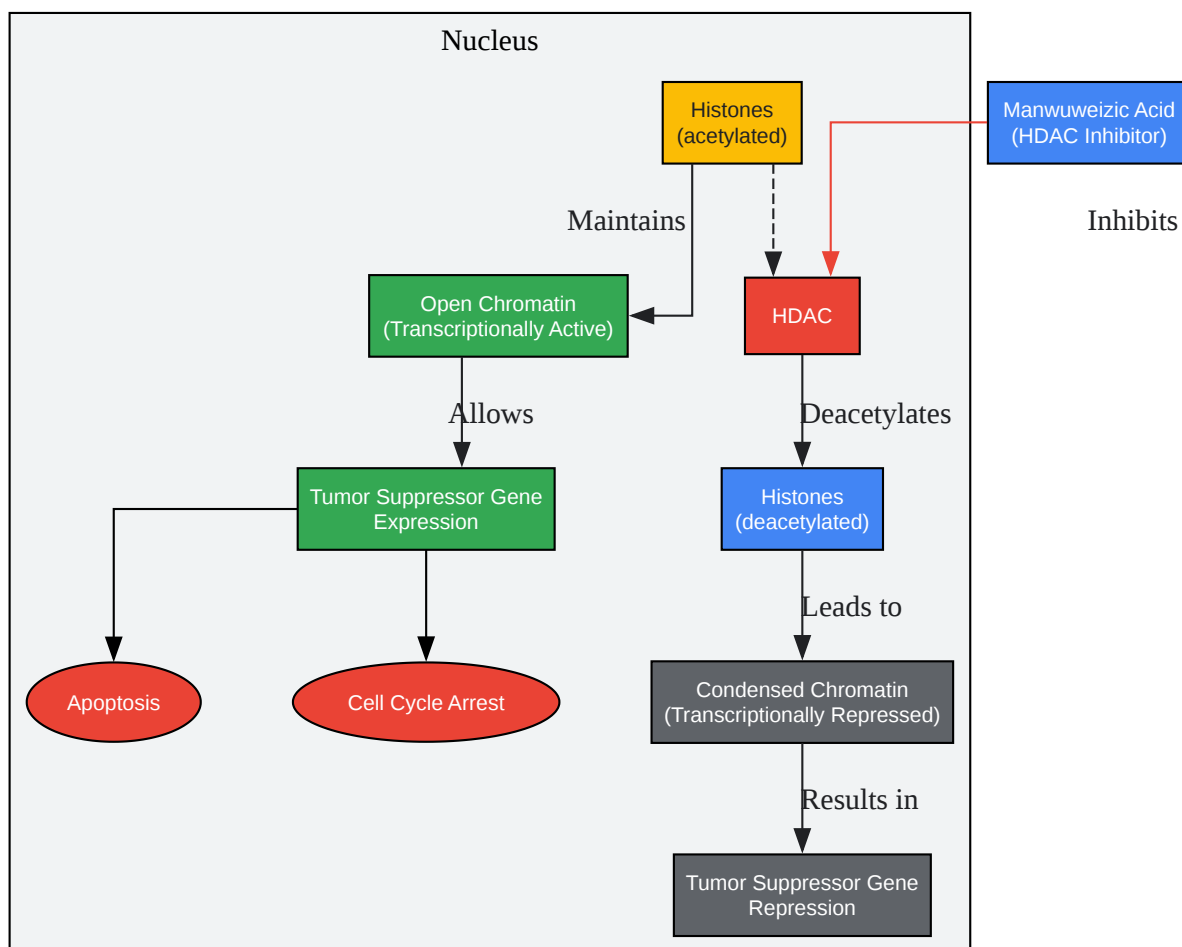 Nucleus
Histones
(acetylated)
Manwuweizic Acid
(HDAC Inhibitor)
Maintains
Inhibits
Open Chromatin
(Transcriptionally Active)
HDAC
Allows
Deacetylates
Tumor Suppressor Gene
Expression
Histones
(deacetylated)
Leads to
Apoptosis
Cell Cycle Arrest
Condensed Chromatin
(Transcriptionally Repressed)
Results in
Tumor Suppressor Gene
Repression